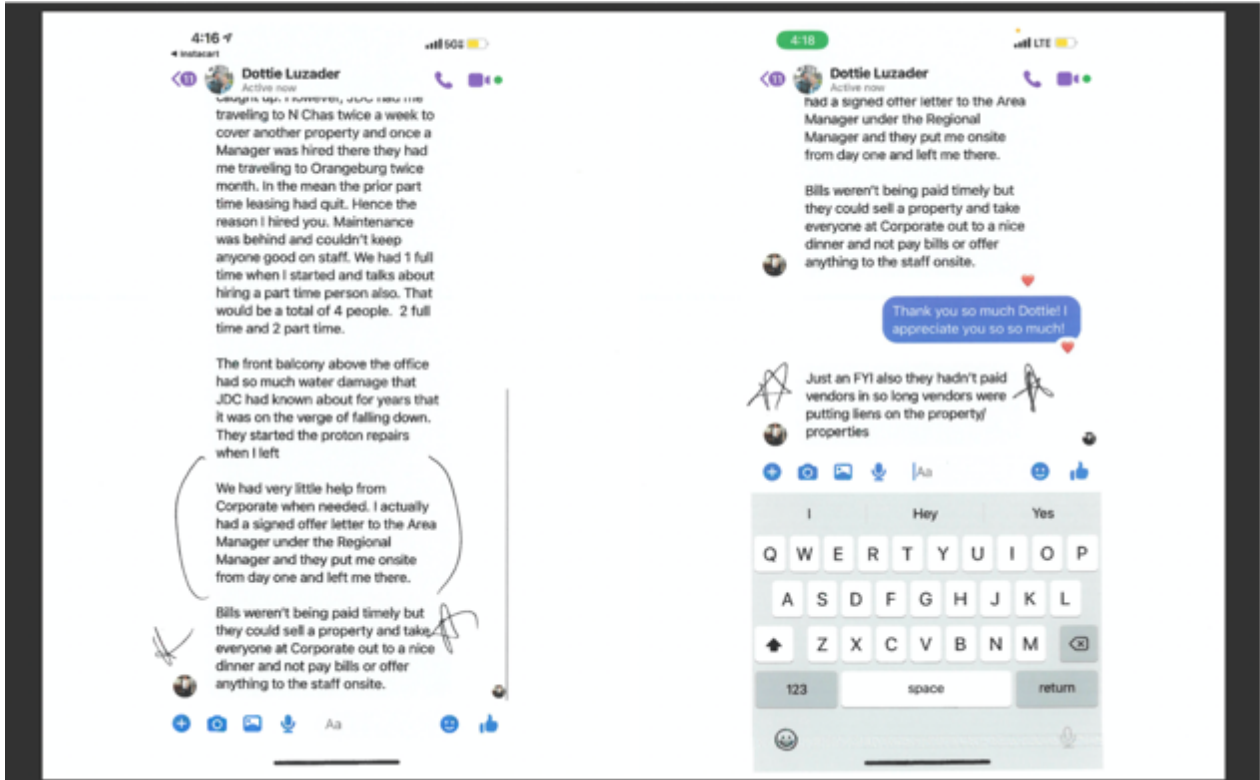 4:16
Instacart
5G
11
Dottie Luzader
Active now
caught up. However, JDC had me
traveling to N Chas twice a week to
cover another property and once a
Manager was hired there they had
me traveling to Orangeburg twice
month. In the mean the prior part
time leasing had quit. Hence the
reason I hired you. Maintenance
was behind and couldn't keep
anyone good on staff. We had 1 full
time when I started and talks about
hiring a part time person also. That
would be a total of 4 people.  2 full
time and 2 part time.
The front balcony above the office
had so much water damage that
JDC had known about for years that
it was on the verge of falling down.
They started the proton repairs
when I left
We had very little help from
Corporate when needed. I actually
had a signed offer letter to the Area
Manager under the Regional
Manager and they put me onsite
from day one and left me there.
Bills weren't being paid timely but
they could sell a property and take
everyone at Corporate out to a nice
dinner and not pay bills or offer
anything to the staff onsite.
Aa
4:18
LTE
11
Dottie Luzader
Active now
had a signed offer letter to the Area
Manager under the Regional
Manager and they put me onsite
from day one and left me there.
Bills weren't being paid timely but
they could sell a property and take
everyone at Corporate out to a nice
dinner and not pay bills or offer
anything to the staff onsite.
Thank you so much Dottie! I
appreciate you so so much!
Just an FYI also they hadn't paid
vendors in so long vendors were
putting liens on the property/
properties
Aa
I Hey Yes
Q W E R T Y U I O P
A S D F G H J K L
Z X C V B N M
123 space return